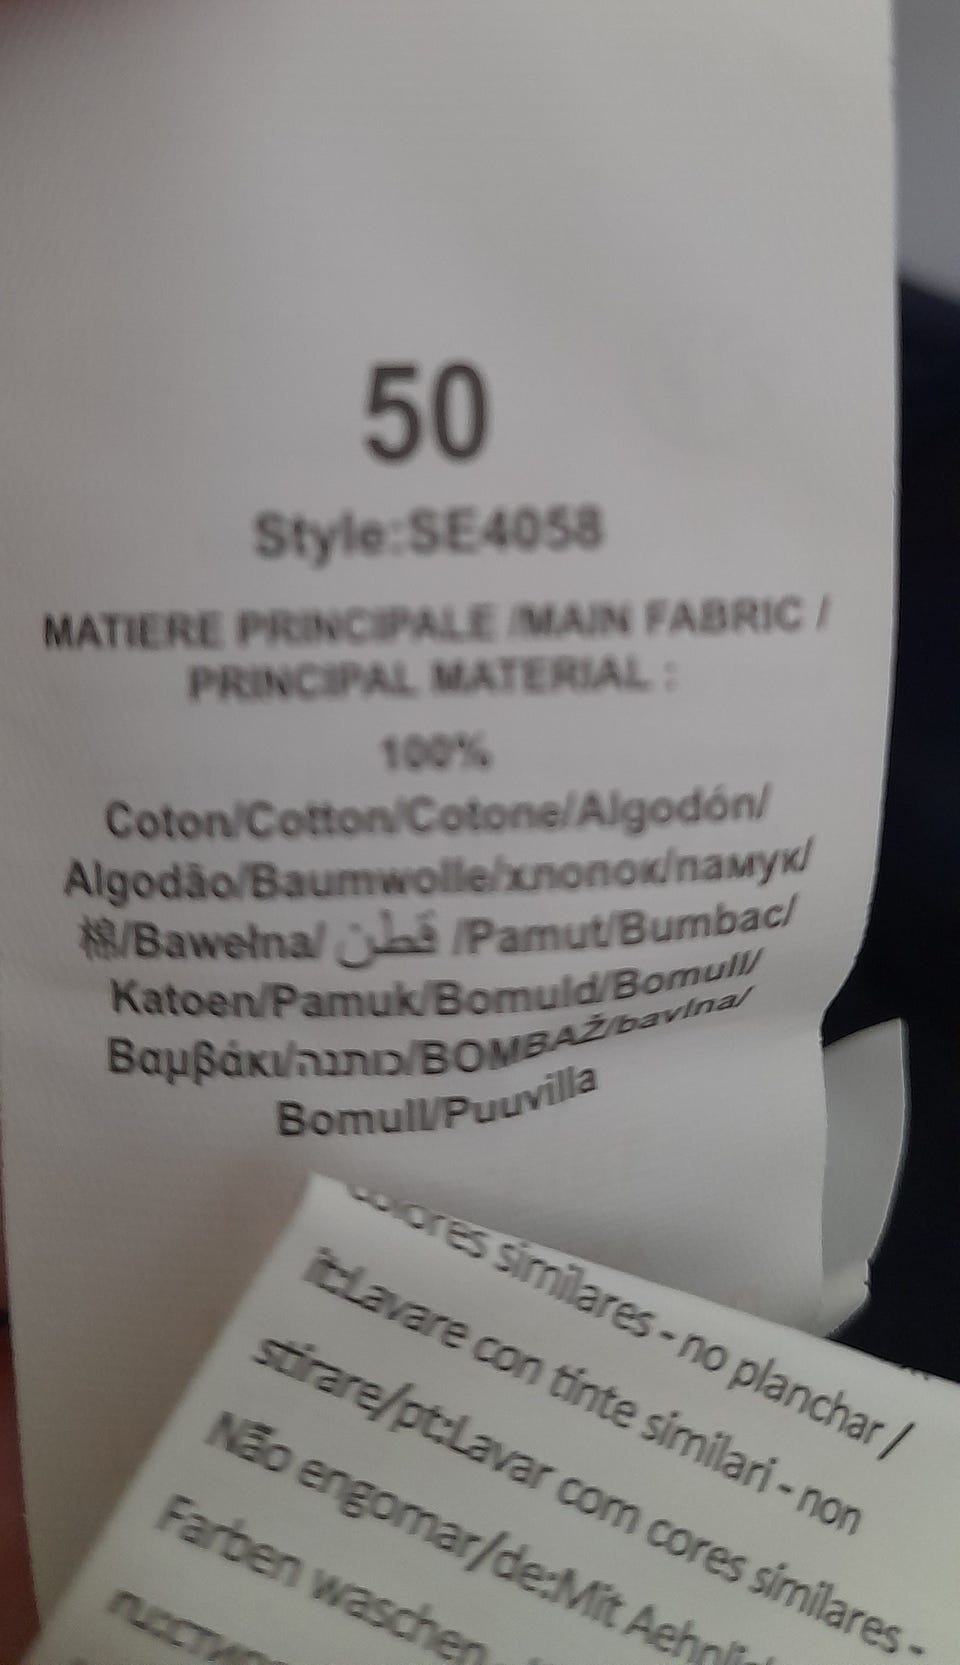 50
Style:SE4058
MATIERE PRINCIPALE /MAIN FABRIC /
PRINCIPAL MATERIAL :
100%
Coton/Cotton/Cotone/Algodón/
Algodão/Baumwolle/хлопок/памук/
棉/Bawełna/ قطن /Pamut/Bumbac/
Katoen/Pamuk/Bomuld/Bomull/
Βαμβάκι/כותנה/BOMBAŽ/bavlna/
Bomull/Puuvilla
colores similares - no planchar /
it:Lavare con tinte similari - non
stirare/pt:Lavar com cores similares -
Não engomar/de:Mit
Farben waschen